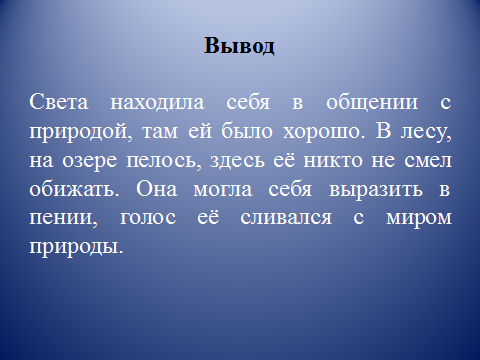 Вывод
Света находила себя в общении с
природой, там ей было хорошо. В лесу,
на озере пелось, здесь её никто не смел
обижать. Она могла себя выразить в
пении, голос её сливался с миром
природы.